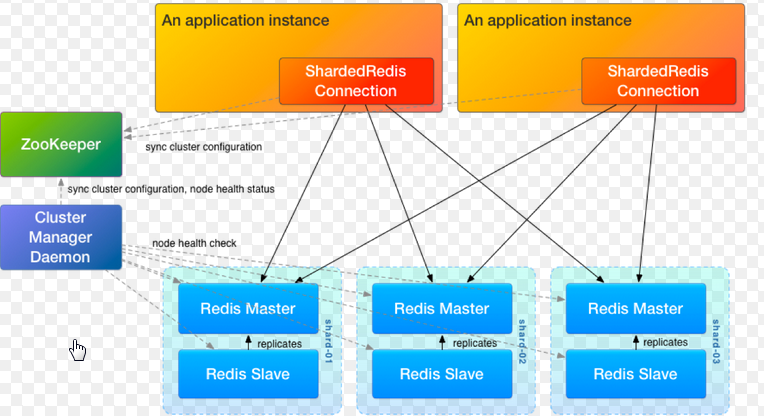 An application instance
An application instance
ShardedRedis
Connection
ShardedRedis
Connection
ZooKeeper
sync cluster configuration
sync cluster configuration, node health status
Cluster
Manager
Daemon
node health check
Redis Master
Redis Master
Redis Master
shard-01
shard-02
shard-03
replicates
replicates
replicates
Redis Slave
Redis Slave
Redis Slave